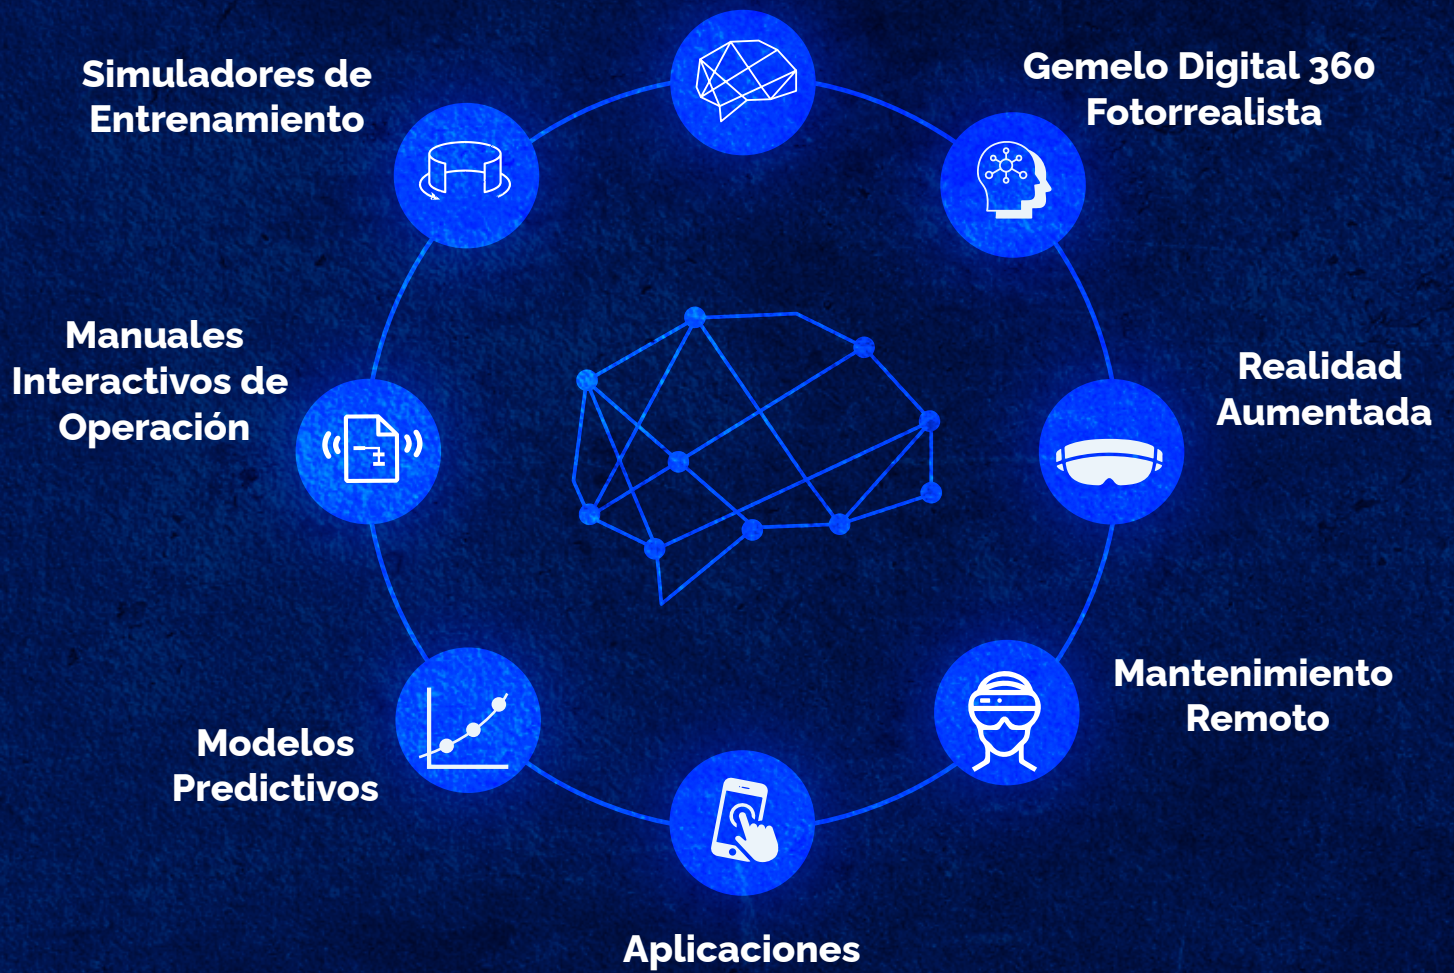 Simuladores de
Entrenamiento
Gemelo Digital 360
Fotorrealista
Manuales
Interactivos de
Operación
Realidad
Aumentada
Modelos
Predictivos
Mantenimiento
Remoto
Aplicaciones